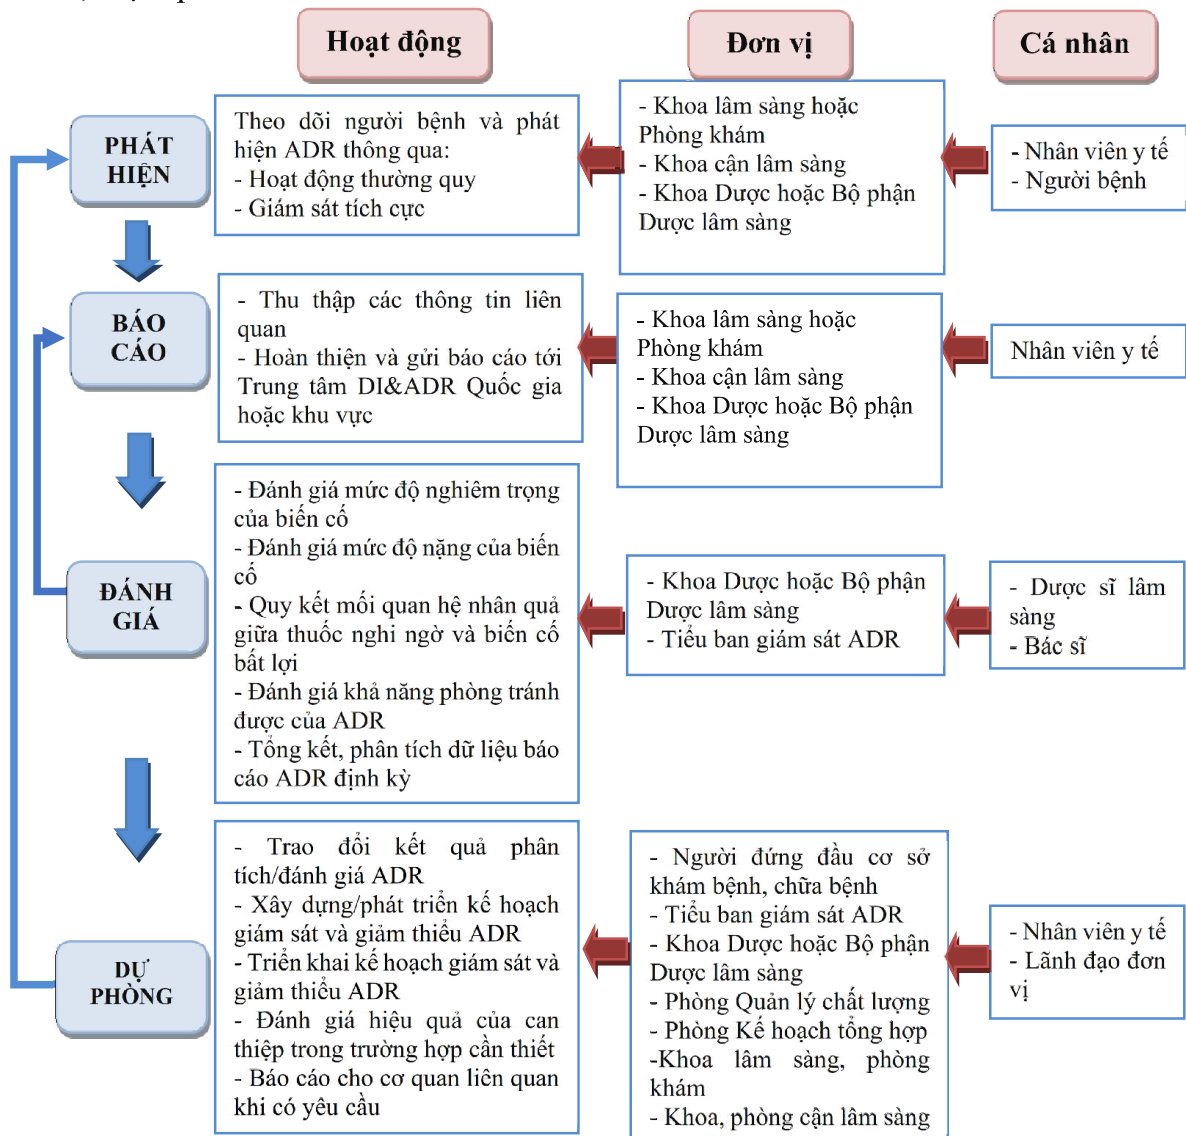 Hoạt động
Đơn vị
Cá nhân
PHÁT
HIỆN
Theo dõi người bệnh và phát
hiện ADR thông qua:
- Hoạt động thường quy
- Giám sát tích cực
- Khoa lâm sàng hoặc
Phòng khám
- Khoa cận lâm sàng
- Khoa Dược hoặc Bộ phận
Dược lâm sàng
- Nhân viên y tế
- Người bệnh
BÁO
CÁO
- Thu thập các thông tin liên
quan
- Hoàn thiện và gửi báo cáo tới
Trung tâm DI&ADR Quốc gia
hoặc khu vực
- Khoa lâm sàng hoặc
Phòng khám
- Khoa cận lâm sàng
- Khoa Dược hoặc Bộ phận
Dược lâm sàng
Nhân viên y tế
ĐÁNH
GIÁ
- Đánh giá mức độ nghiêm trọng
của biến cố
- Đánh giá mức độ nặng của biến
cố
- Quy kết mối quan hệ nhân quả
giữa thuốc nghi ngờ và biến cố
bất lợi
- Đánh giá khả năng phòng tránh
được của ADR
- Tổng kết, phân tích dữ liệu báo
cáo ADR định kỳ
- Khoa Dược hoặc Bộ phận
Dược lâm sàng
- Tiểu ban giám sát ADR
- Dược sĩ lâm
sàng
- Bác sĩ
DỰ
PHÒNG
- Trao đổi kết quả phân
tích/đánh giá ADR
- Xây dựng/phát triển kế hoạch
giám sát và giảm thiểu ADR
- Triển khai kế hoạch giám sát và
giảm thiểu ADR
- Đánh giá hiệu quả của can
thiệp trong trường hợp cần thiết
- Báo cáo cho cơ quan liên quan
khi có yêu cầu
- Người đứng đầu cơ sở
khám bệnh, chữa bệnh
- Tiểu ban giám sát ADR
- Khoa Dược hoặc Bộ phận
Dược lâm sàng
- Phòng Quản lý chất lượng
- Phòng Kế hoạch tổng hợp
-Khoa lâm sàng, phòng
khám
- Khoa, phòng cận lâm sàng
- Nhân viên y tế
- Lãnh đạo đơn
vị